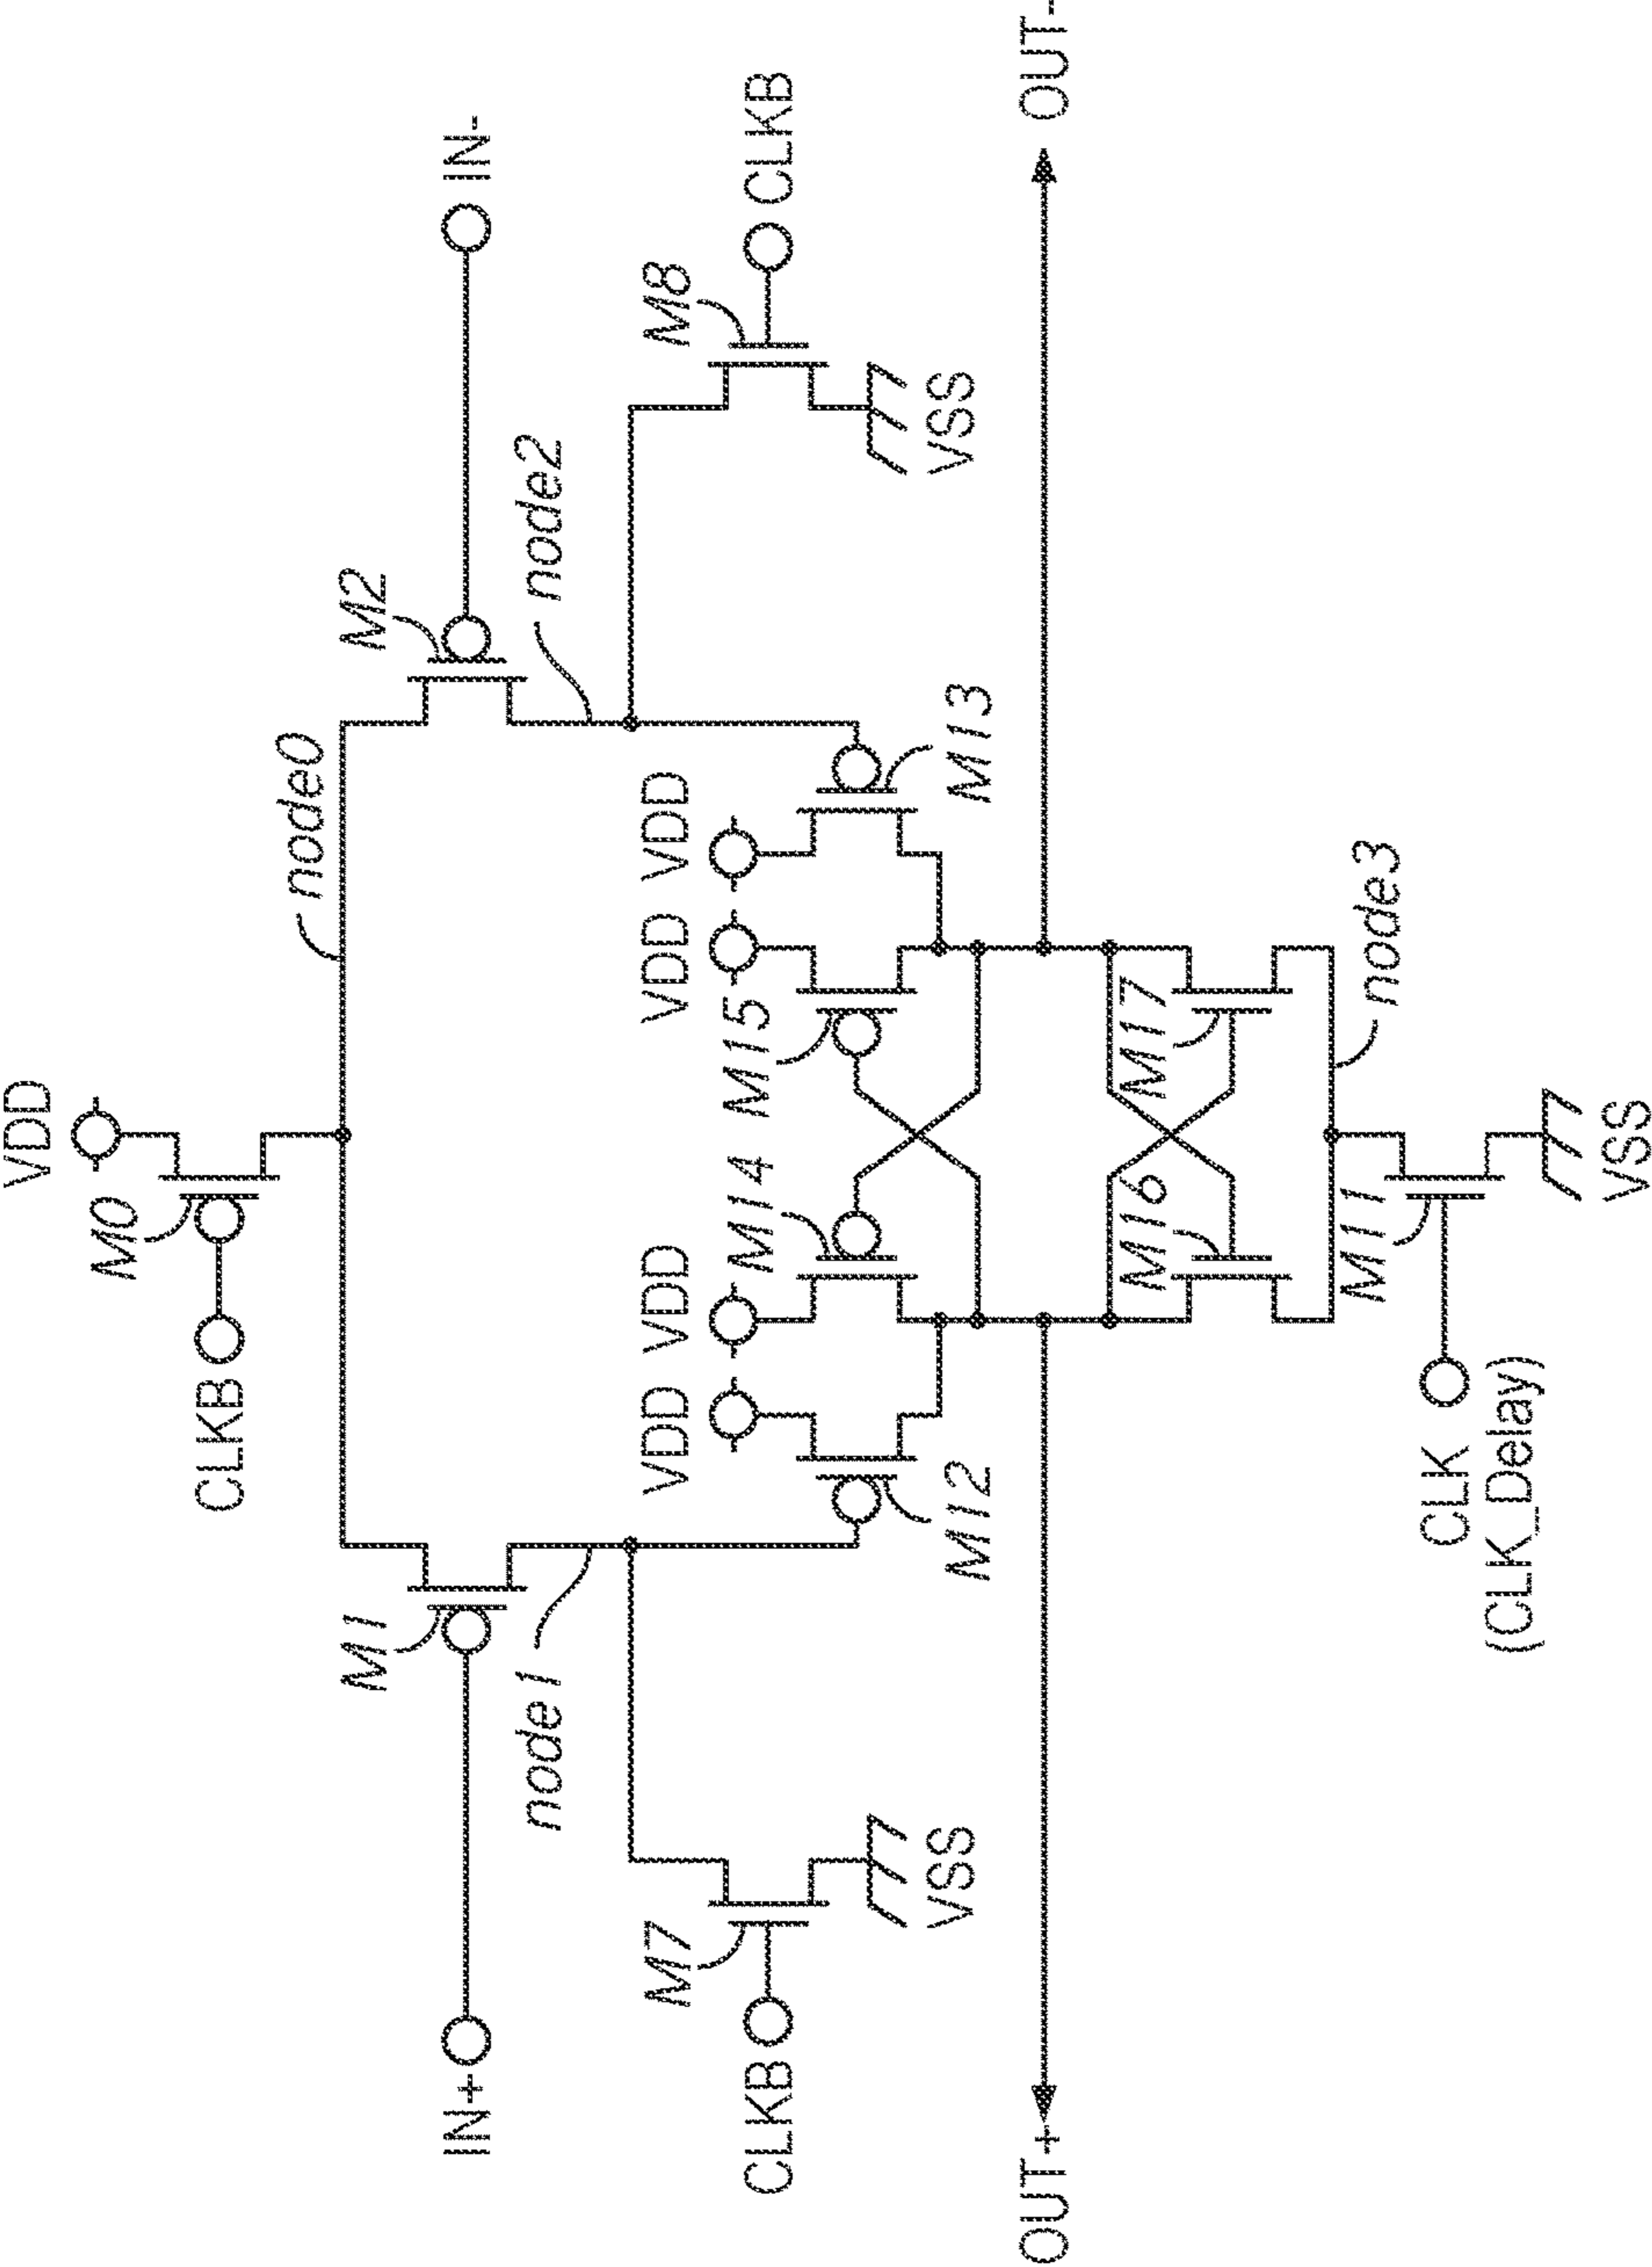 VDD
M0
CLKB
node0
M1
M2
IN+
IN-
node1
node2
M7
VDD
VDD
VDD
VDD
M8
CLKB
M14
M15
CLKB
VSS
M12
M13
VSS
OUT+
OUT-
M16
M17
M11
node3
CLK
(CLK_Delay)
VSS